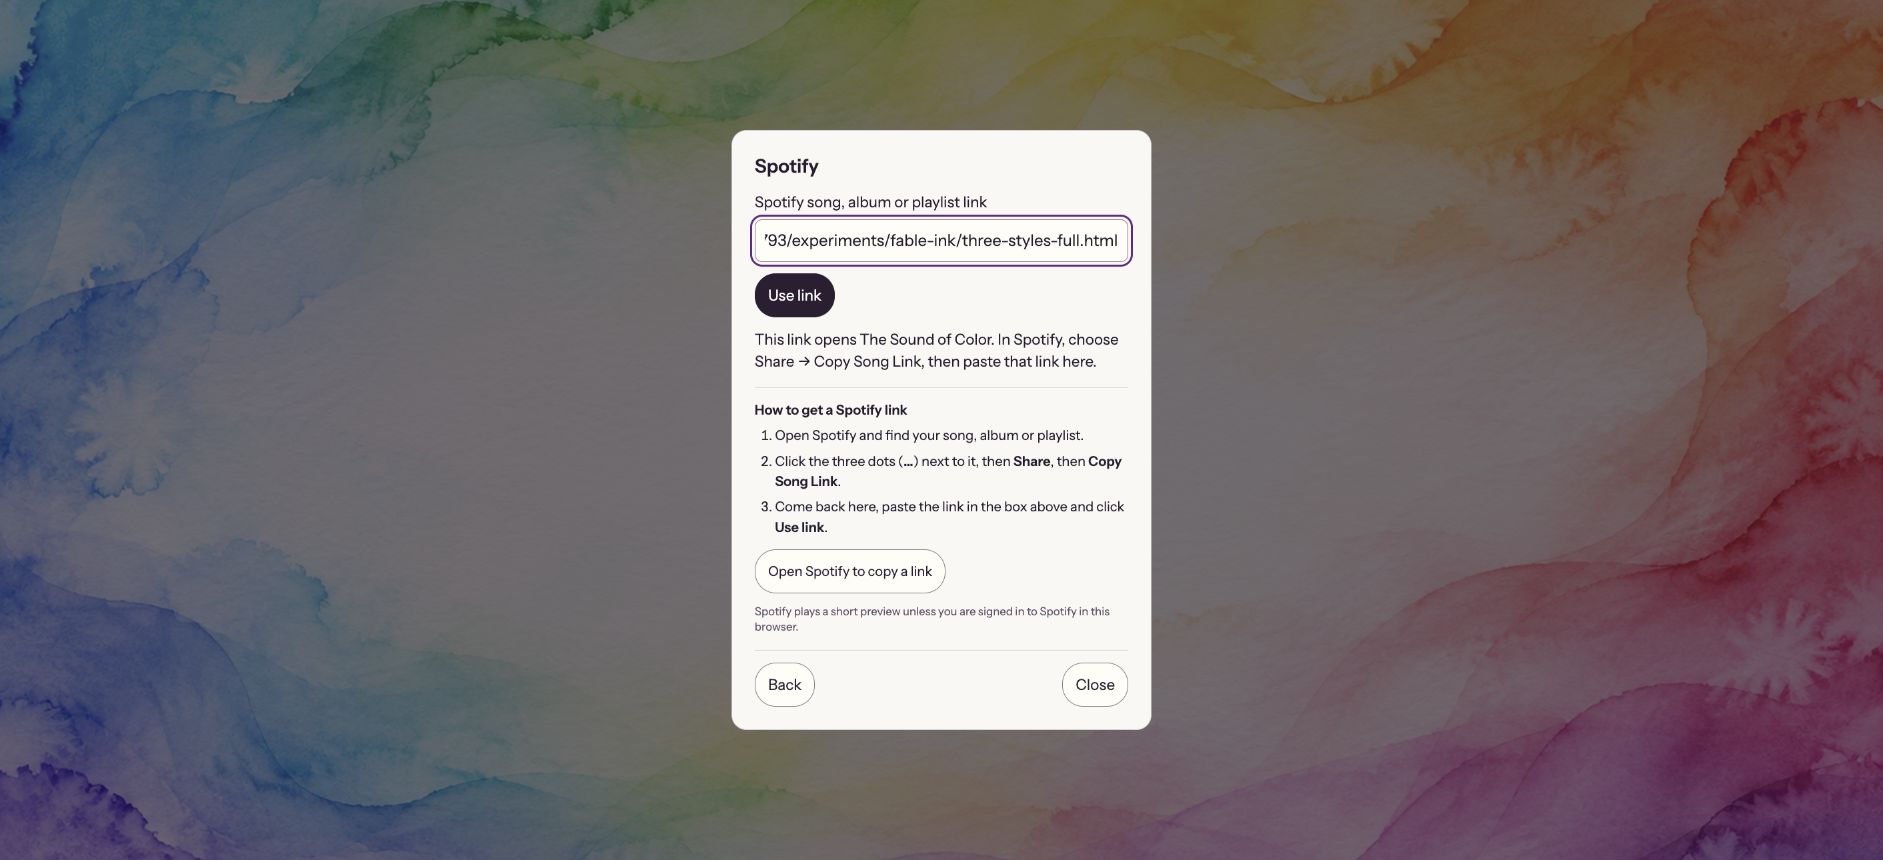 Spotify
Spotify song, album or playlist link
'93/experiments/fable-ink/three-styles-full.html
Use link
This link opens The Sound of Color. In Spotify, choose
Share → Copy Song Link, then paste that link here.
How to get a Spotify link
1. Open Spotify and find your song, album or playlist.
2. Click the three dots (...) next to it, then Share, then Copy
Song Link.
3. Come back here, paste the link in the box above and click
Use link.
Open Spotify to copy a link
Spotify plays a short preview unless you are signed in to Spotify in this
browser.
Back
Close